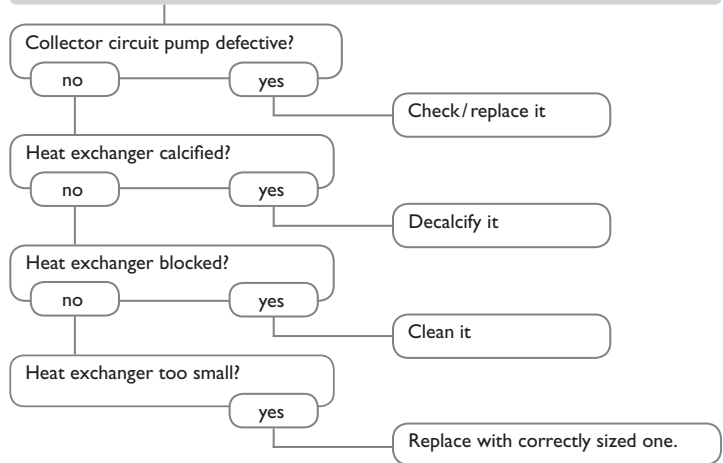 Collector circuit pump defective?
no yes
Check/replace it
Heat exchanger calcified?
no yes
Decalcify it
Heat exchanger blocked?
no yes
Clean it
Heat exchanger too small?
yes
Replace with correctly sized one.